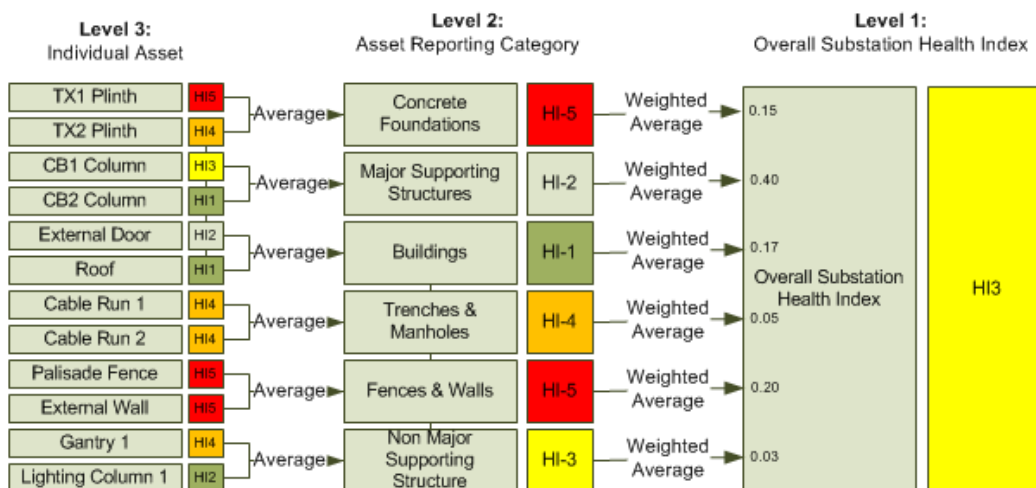 Level 3:
Individual Asset
Level 2:
Asset Reporting Category
Level 1:
Overall Substation Health Index
TX1 Plinth
HI5
TX2 Plinth
HI4
Average
Concrete
Foundations
HI-5
Weighted
Average
0.15
CB1 Column
HI3
CB2 Column
HI1
Average
Major Supporting
Structures
HI-2
Weighted
Average
0.40
External Door
HI2
Roof
HI1
Average
Buildings
HI-1
Weighted
Average
0.17
Cable Run 1
HI4
Cable Run 2
HI4
Average
Trenches &
Manholes
HI-4
Weighted
Average
0.05
Palisade Fence
HI5
External Wall
HI5
Average
Fences & Walls
HI-5
Weighted
Average
0.20
Gantry 1
HI4
Lighting Column 1
HI2
Average
Non Major
Supporting
Structure
HI-3
Weighted
Average
0.03
Overall Substation
Health Index
HI3